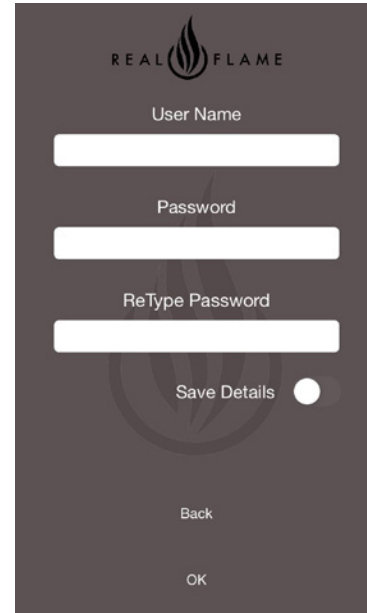 REAL FLAME
User Name
Password
ReType Password
Save Details
Back
OK